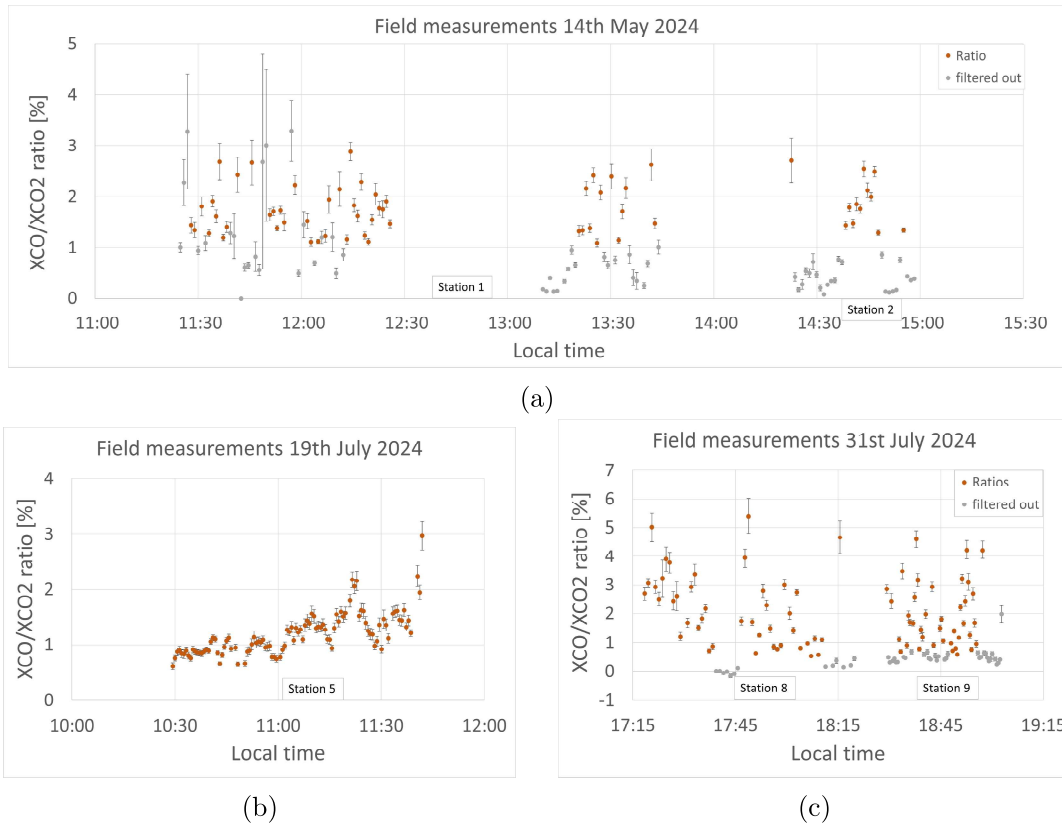 Field measurements 14th May 2024
XCO/XCO2 ratio [%]
5
4
3
2
1
0
Ratio
filtered out
Station 1
Station 2
11:00 11:30 12:00 12:30 13:00 13:30 14:00 14:30 15:00 15:30
Local time
(a)
Field measurements 19th July 2024
XCO/XCO2 ratio [%]
4
3
2
1
0
Station 5
10:00 10:30 11:00 11:30 12:00
Local time
(b)
Field measurements 31st July 2024
XCO/XCO2 ratio [%]
7
6
5
4
3
2
1
0
-1
Ratios
filtered out
Station 8
Station 9
17:15 17:45 18:15 18:45 19:15
Local time
(c)